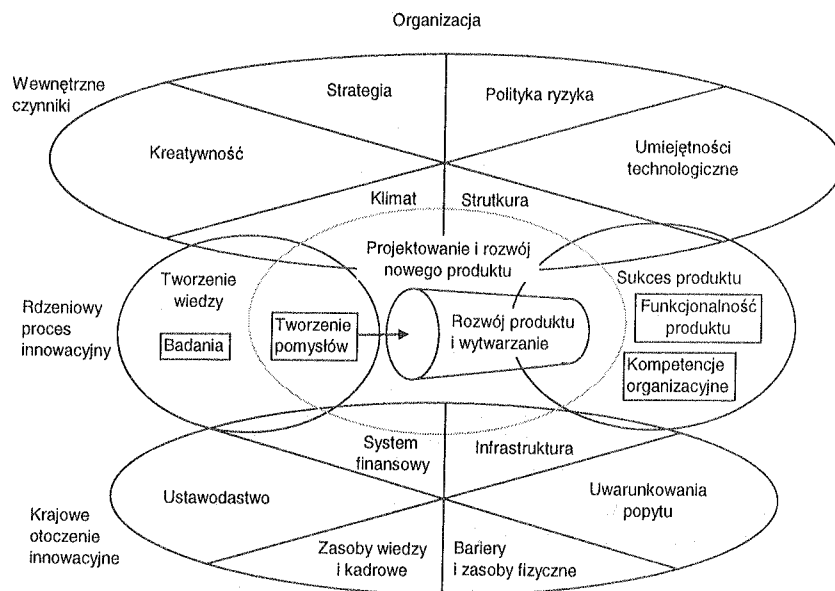 Organizacja
Wewnętrzne
czynniki
Strategia
Polityka ryzyka
Kreatywność
Umiejętności
technologiczne
Klimat
Strutkura
Projektowanie i rozwój
nowego produktu
Rdzeniowy
proces
innowacyjny
Tworzenie
wiedzy
Badania
Tworzenie
pomysłów
Rozwój produktu
i wytwarzanie
Sukces produktu
Funkcjonalność
produktu
Kompetencje
organizacyjne
Krajowe
otoczenie
innowacyjne
System
finansowy
Infrastruktura
Ustawodastwo
Uwarunkowania
popytu
Zasoby wiedzy
i kadrowe
Bariery
i zasoby fizyczne